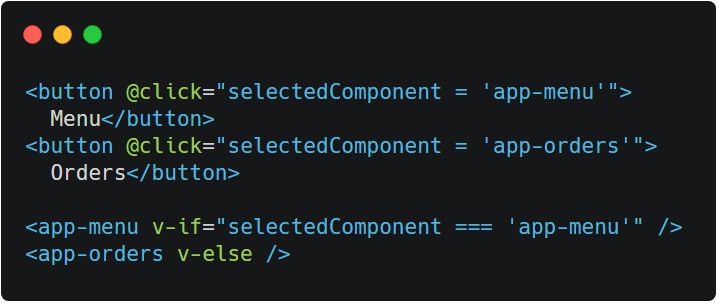 <button @click="selectedComponent = 'app-menu'">
  Menu</button>
<button @click="selectedComponent = 'app-orders'">
  Orders</button>

<app-menu v-if="selectedComponent === 'app-menu'" />
<app-orders v-else />